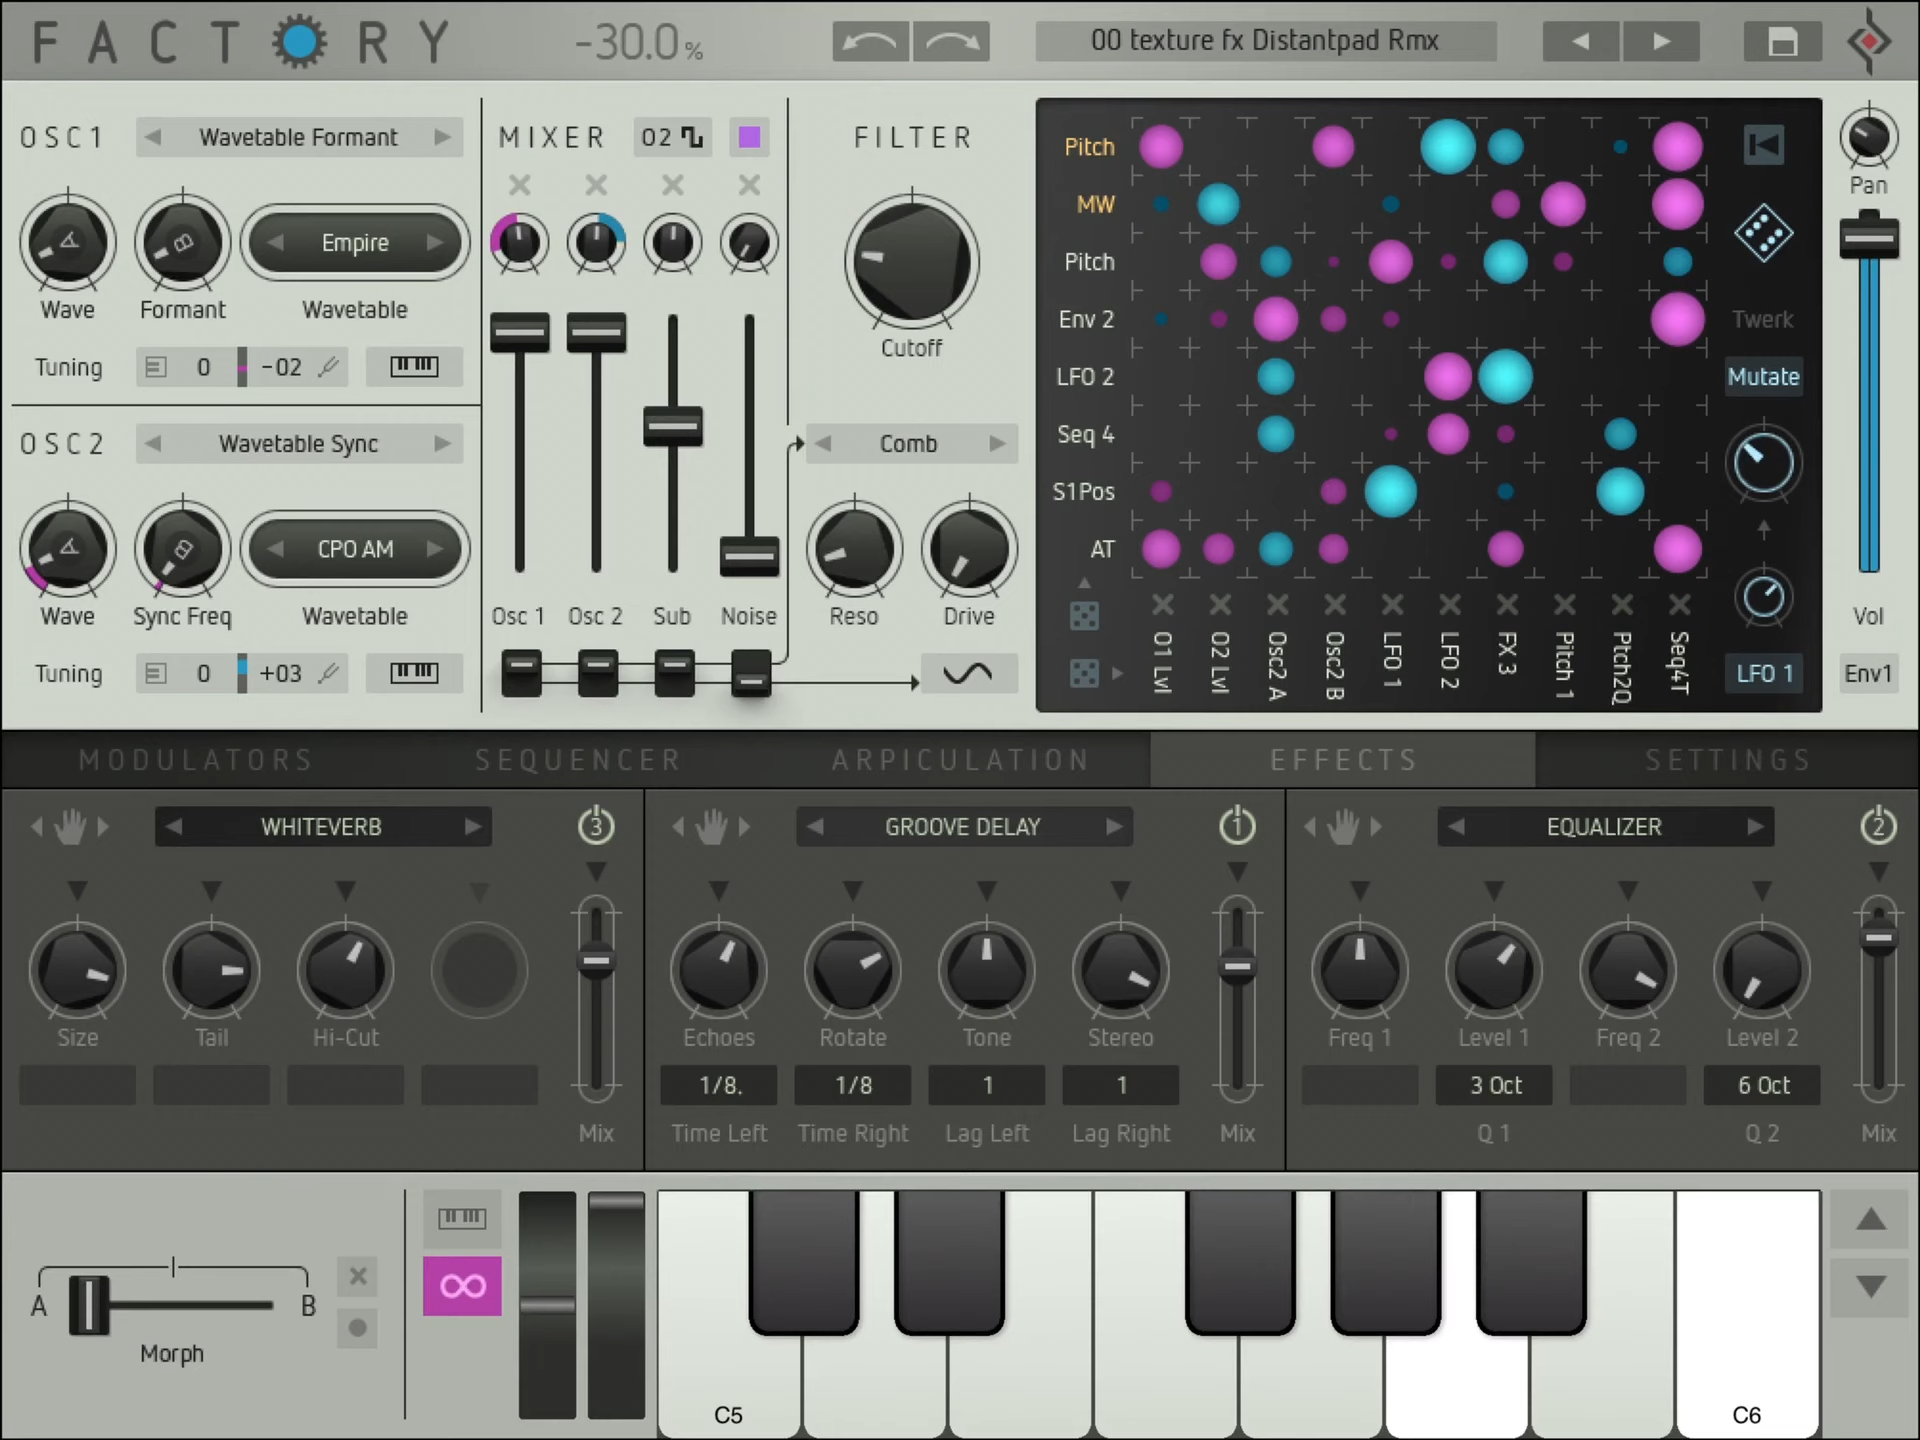 FACTORY
-30.0 %
00 texture fx Distantpad Rmx
OSC1
Wavetable Formant
Wave
Formant
Empire
Wavetable
Tuning
0
-02
OSC2
Wavetable Sync
Wave
Sync Freq
CPO AM
Wavetable
Tuning
0
+03
MIXER
02
Osc 1
Osc 2
Sub
Noise
FILTER
Cutoff
Comb
Reso
Drive
Pitch
MW
Pitch
Env 2
LFO 2
Seq 4
S1Pos
AT
O1 Lvl
O2 Lvl
Osc2 A
Osc2 B
LFO 1
LFO 2
FX 3
Pitch 1
Ptch2Q
Seq4T
Twerk
Mutate
LFO 1
Pan
Vol
Env1
MODULATORS
SEQUENCER
ARPICULATION
EFFECTS
SETTINGS
WHITEVERB
3
Size
Tail
Hi-Cut
Mix
GROOVE DELAY
1
Echoes
Rotate
Tone
Stereo
1/8.
1/8
1
1
Time Left
Time Right
Lag Left
Lag Right
Mix
EQUALIZER
2
Freq 1
Level 1
Freq 2
Level 2
3 Oct
6 Oct
Q 1
Q 2
Mix
A
B
Morph
C5
C6